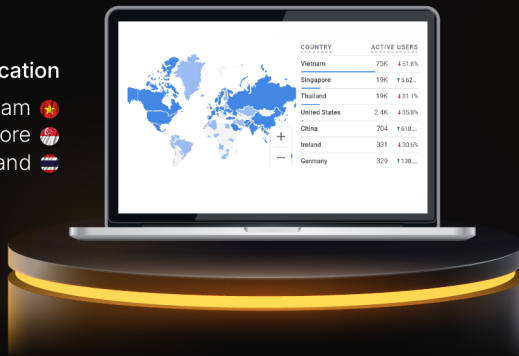 cation
am
ore
and
COUNTRY ACTIVE USERS
Vietnam 75K ↓51.8%
Singapore 19K ↑5.62...
Thailand 19K ↓31.1%
United States 2.4K ↓35.8%
China 704 ↑618....
Ireland 331 ↓30.6%
Germany 329 ↑138....
+
−